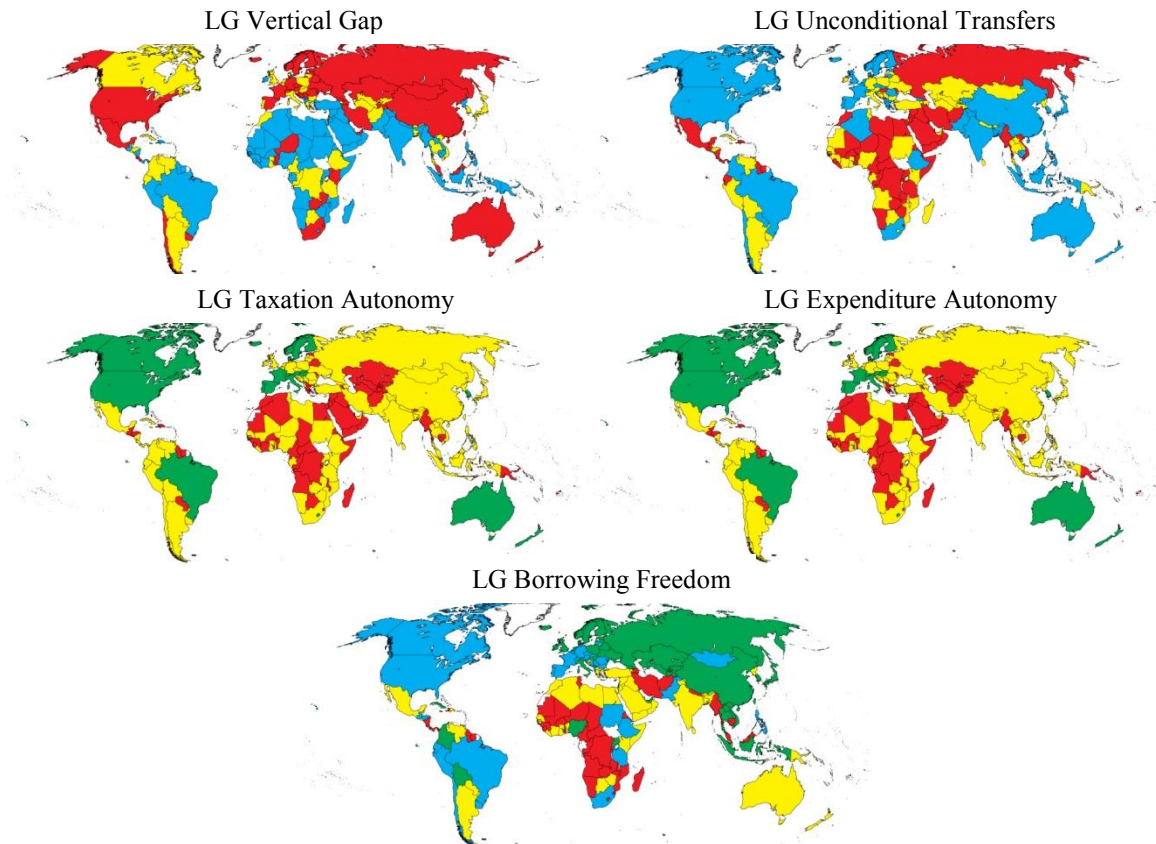 LG Vertical Gap
LG Unconditional Transfers
LG Taxation Autonomy
LG Expenditure Autonomy
LG Borrowing Freedom